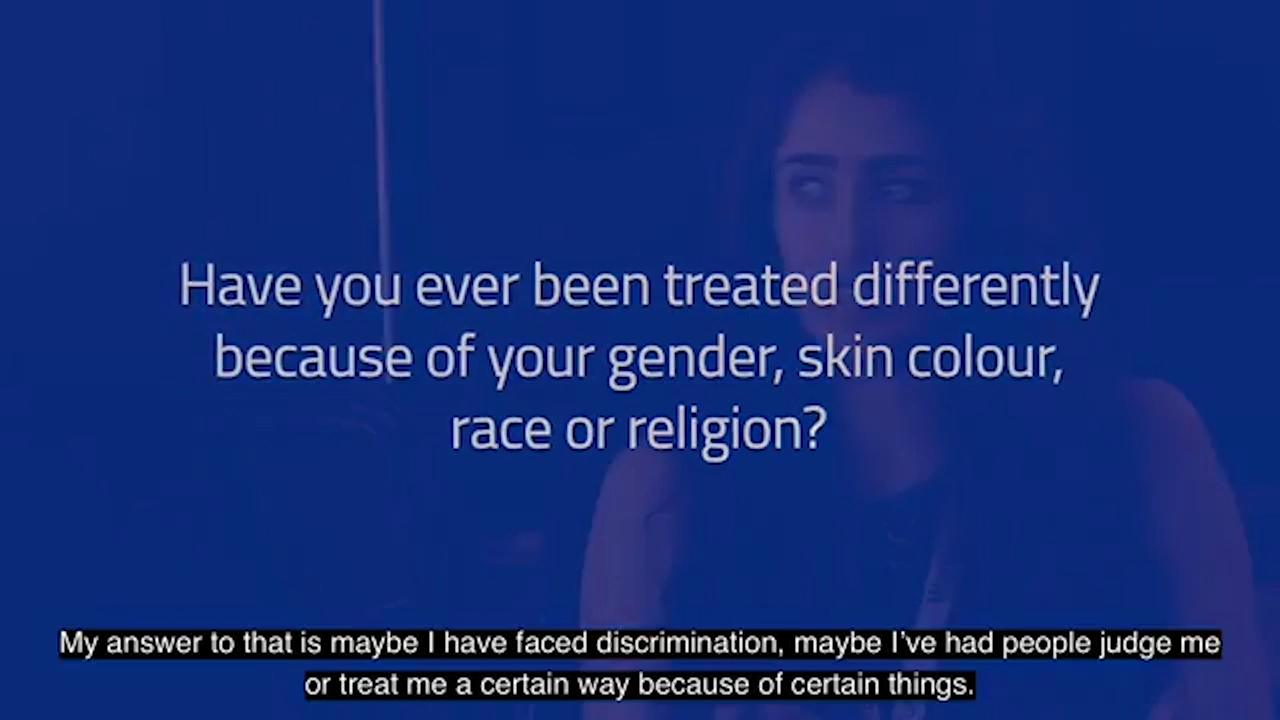 Have you ever been treated differently
because of your gender, skin colour,
race or religion?
My answer to that is maybe I have faced discrimination, maybe I’ve had people judge me
or treat me a certain way because of certain things.